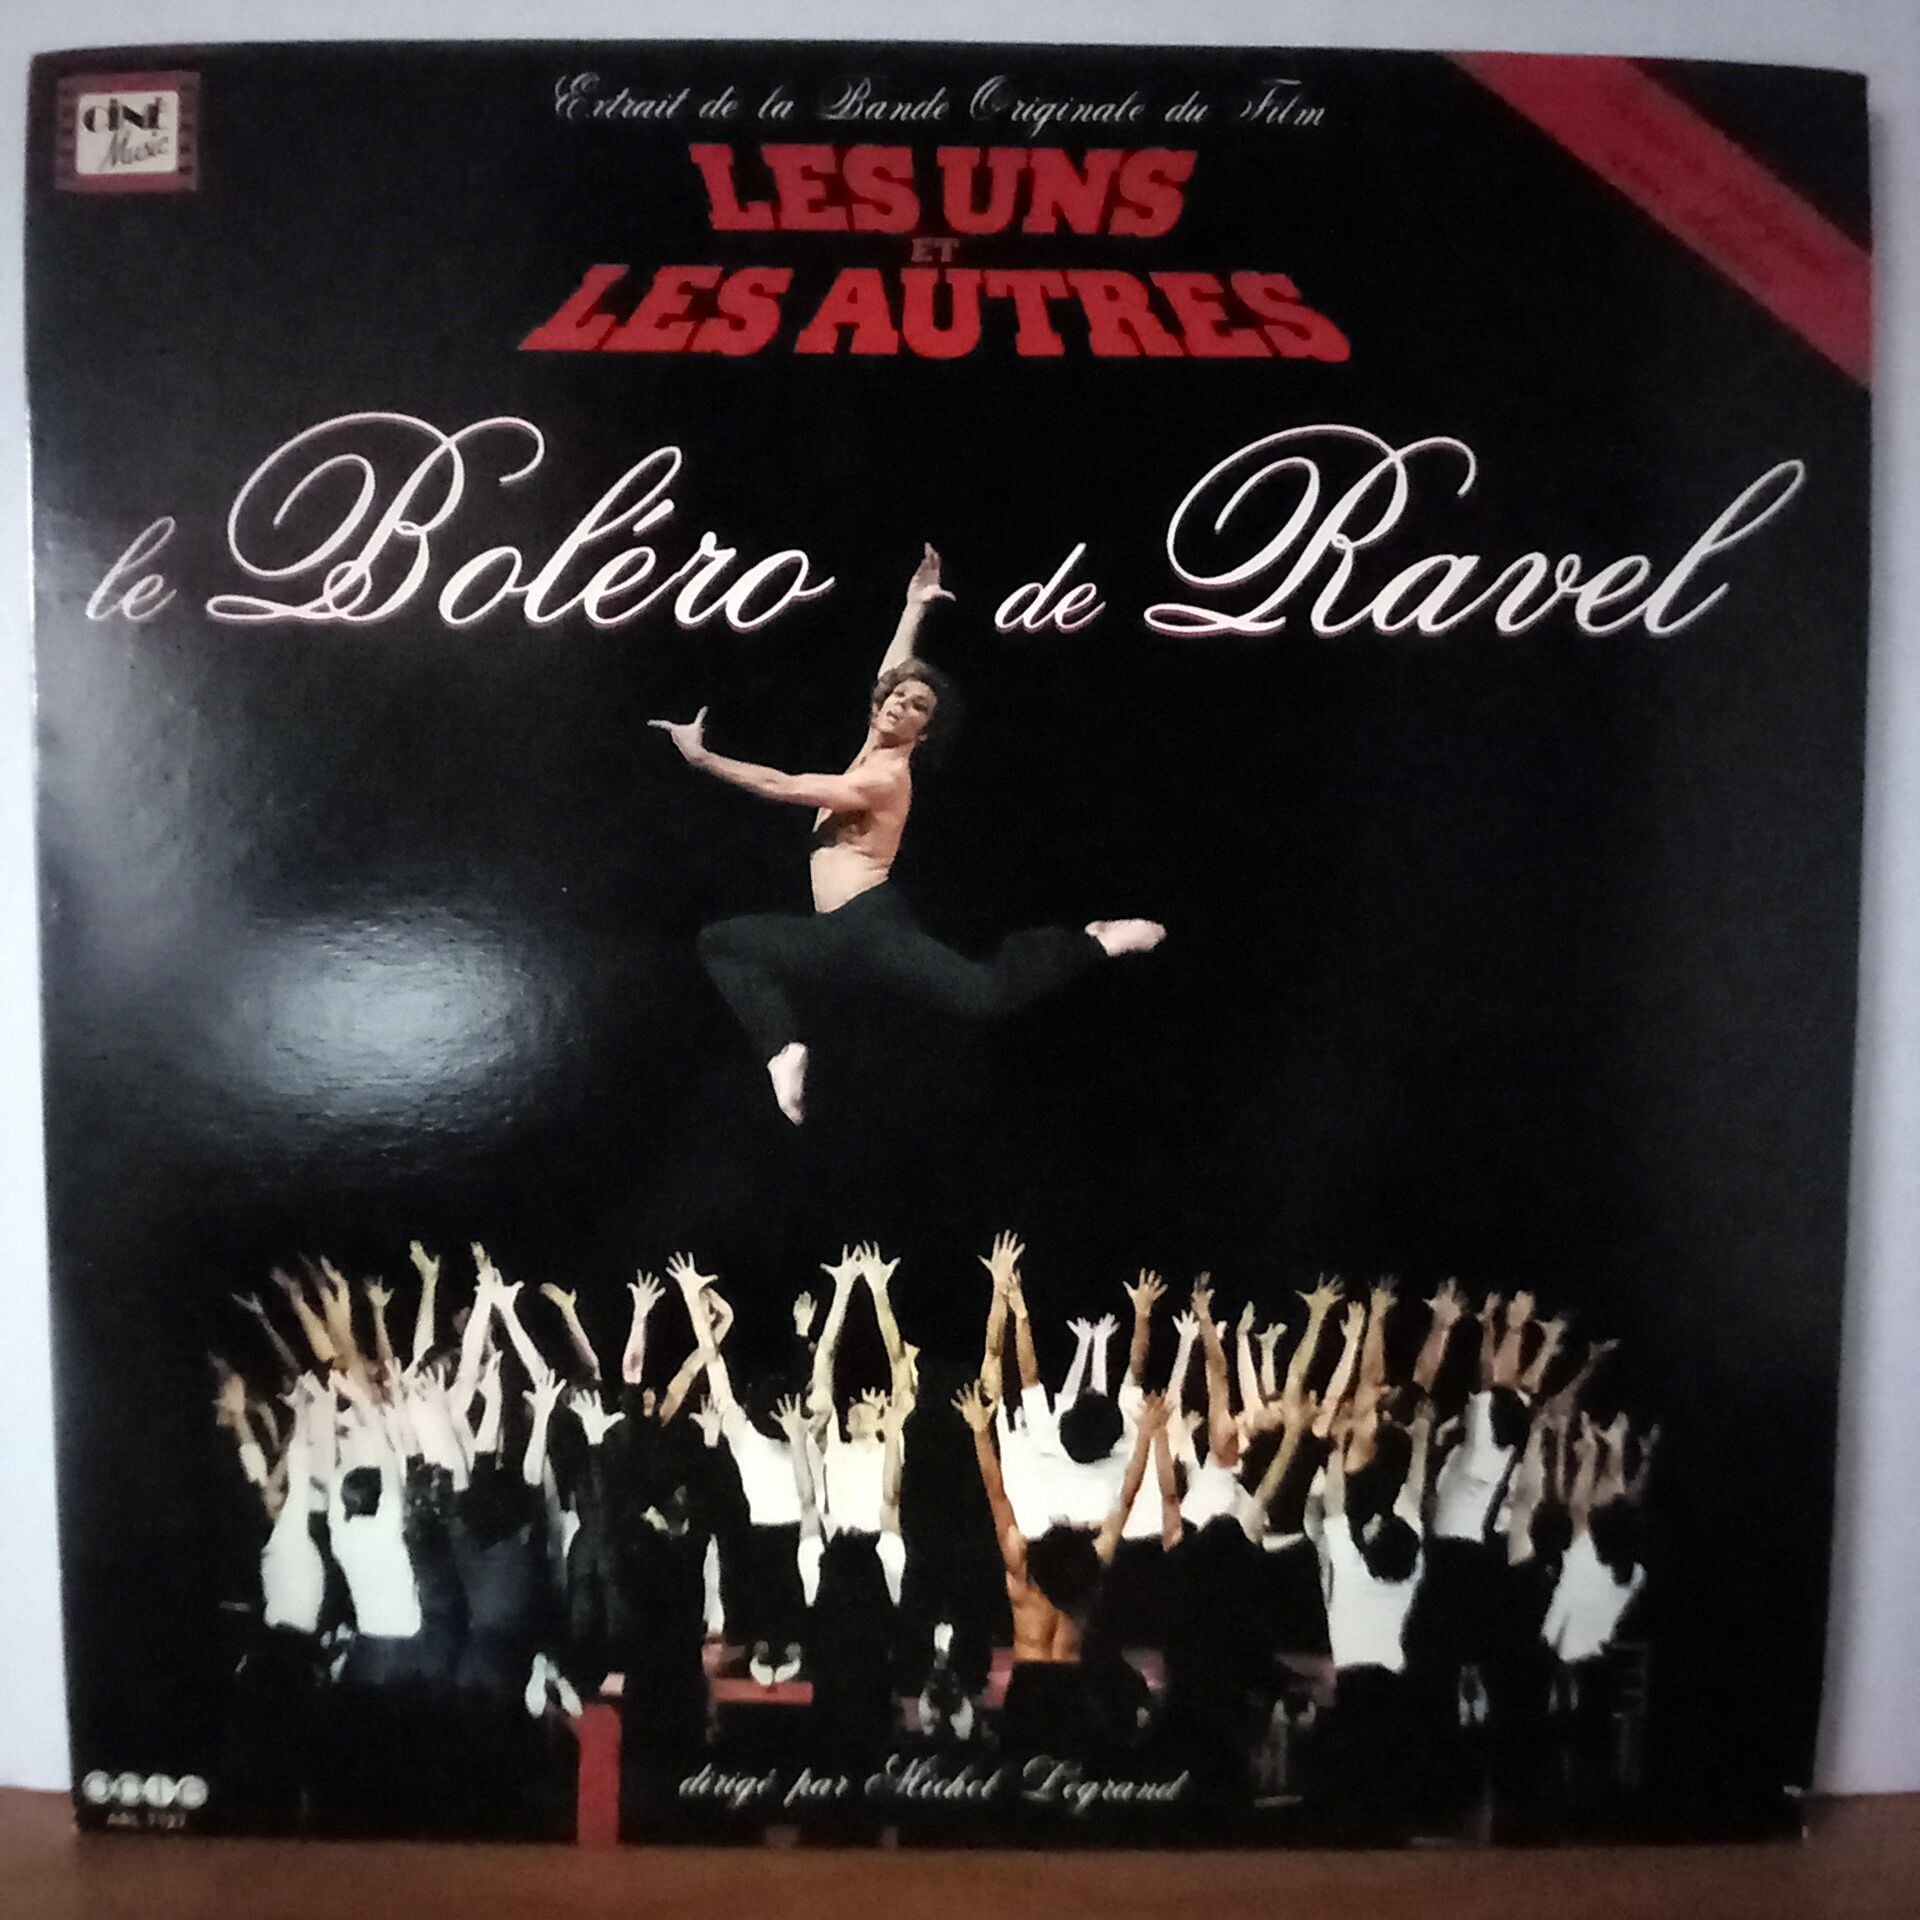 CINÉ
Music
Extrait de la Bande Originale du Film
LES UNS
ET
LES AUTRES
le Boléro de Ravel
dirigé par Michel Legrand